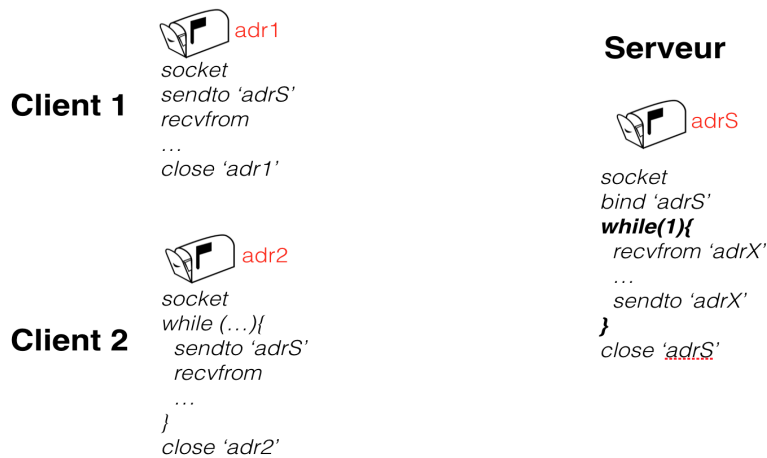 Client 1
adr1
socket
sendto ‘adrS’
recvfrom
…
close ‘adr1’
Client 2
adr2
socket
while (…){
sendto ‘adrS’
recvfrom
…
}
close ‘adr2’
Serveur
adrS
socket
bind ‘adrS’
while(1){
recvfrom ‘adrX’
…
sendto ‘adrX’
}
close ‘adrS’